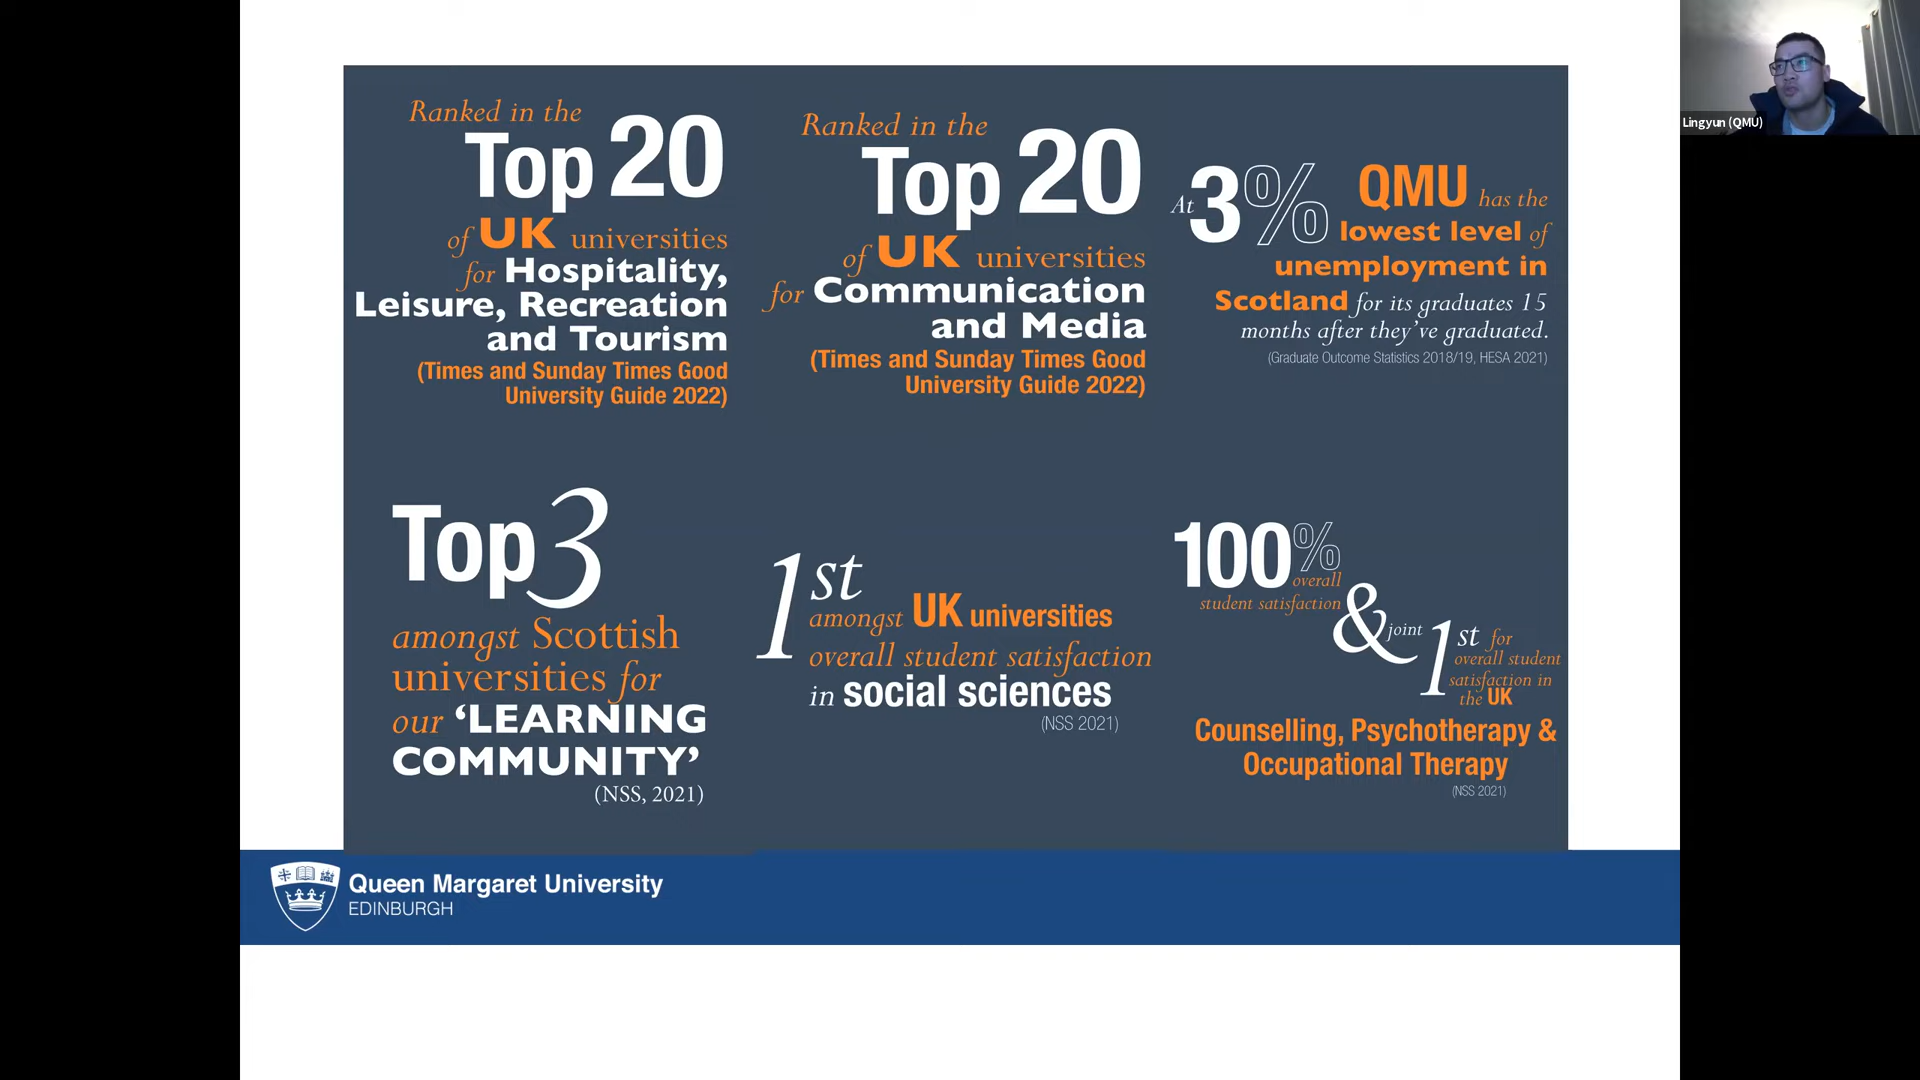 Ranked in the
Top 20
of UK universities
for Hospitality,
Leisure, Recreation
and Tourism
(Times and Sunday Times Good
University Guide 2022)
Ranked in the
Top 20
of UK universities
for Communication
and Media
(Times and Sunday Times Good
University Guide 2022)
At 3% QMU has the
lowest level of
unemployment in
Scotland for its graduates 15
months after they've graduated.
(Graduate Outcome Statistics 2018/19, HESA 2021)
Top 3
amongst Scottish
universities for
our ‘LEARNING
COMMUNITY’
(NSS, 2021)
1st
amongst UK universities
overall student satisfaction
in social sciences
(NSS 2021)
100%
overall
student satisfaction
& joint 1st for
overall student
satisfaction in
the UK
Counselling, Psychotherapy &
Occupational Therapy
(NSS 2021)
Queen Margaret University
EDINBURGH
Lingyun (QMU)